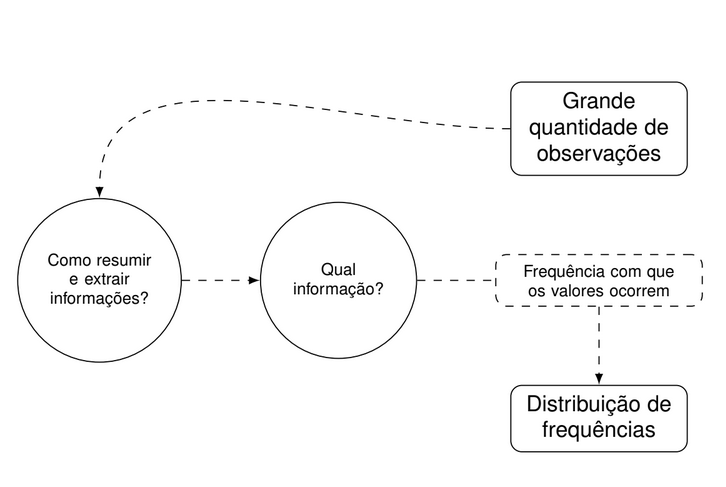 Grande
quantidade de
observações
Como resumir
e extrair
informações?
Qual
informação?
Frequência com que
os valores ocorrem
Distribuição de
frequências